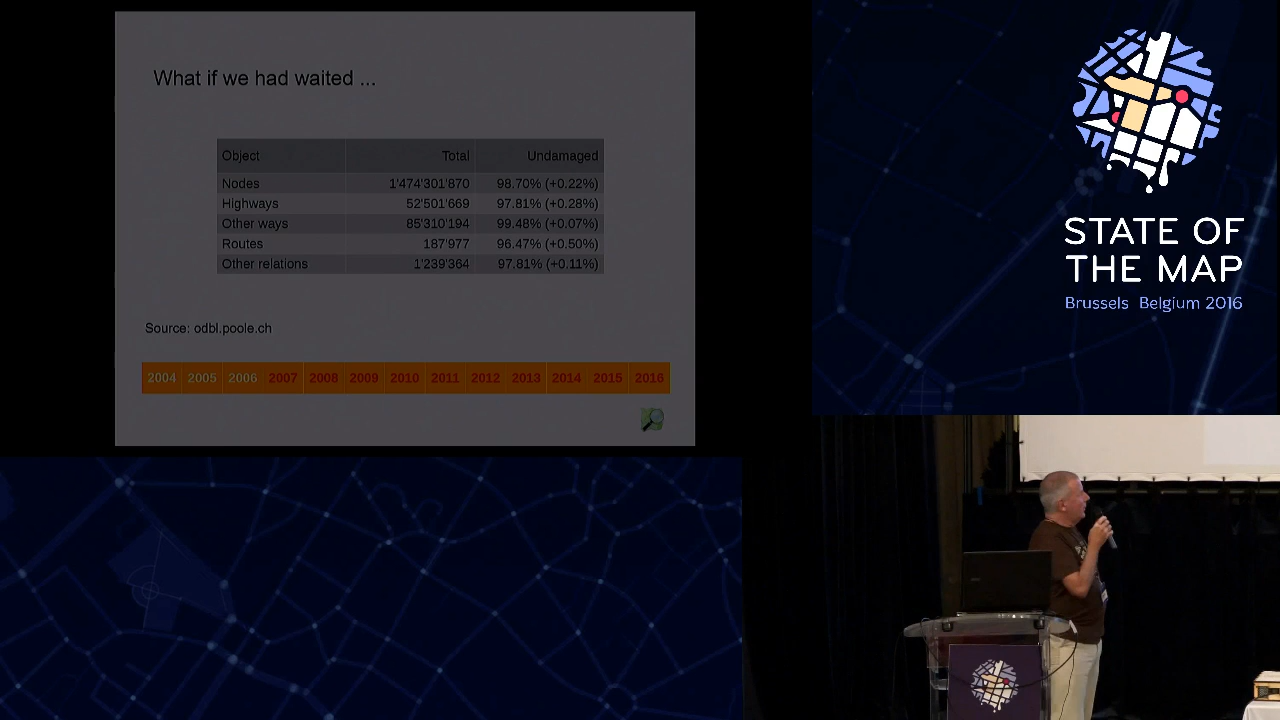 What if we had waited ...
Object Total Undamaged
Nodes 1'474'301'870 98.70% (+0.22%)
Highways 52'501'669 97.81% (+0.28%)
Other ways 85'310'194 99.48% (+0.07%)
Routes 187'977 96.47% (+0.50%)
Other relations 1'239'364 97.81% (+0.11%)
Source: odbl.poole.ch
2004 2005 2006 2007 2008 2009 2010 2011 2012 2013 2014 2015 2016
STATE OF
THE MAP
Brussels Belgium 2016